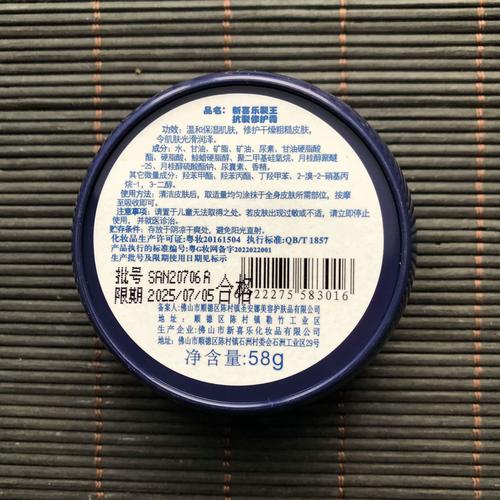 品名：新喜乐裂王
抗裂修护霜
功效：温和保湿肌肤，修护干燥粗糙皮肤，
令肌肤光滑润泽。
成分：水、甘油、矿脂、矿油、尿素、甘油硬脂酸
酯、硬脂酸、鲸蜡硬脂醇、聚二甲基硅氧烷、月桂醇聚醚
-25、月桂醇硫酸酯钠、尿囊素、香精。
其它微量成分：羟苯甲酯、羟苯丙酯、丁羟甲苯、2-溴-2-硝基丙
烷-1，3-二醇。
使用方法：清洁皮肤后，取适量均匀涂抹于全身皮肤所需部位，按摩
至吸收即可。
注意事项：请置于儿童无法取得之处。若皮肤出现过敏或不适，请立即停止使
用，并就医诊治。
贮存条件：存放于阴凉干爽处，避免阳光直射。
化妆品生产许可证：粤妆20161504 执行标准：QB/T 1857
产品执行的标准编号：粤G妆网备字2022022001
生产批号及限期使用日期见标示
批号 SAN20706A 合格
限期 2025/07/05
922275 583016
备案人：佛山市顺德区陈村镇圣安娜美容护肤品有限公司
地址：顺德区陈村镇勒竹工业区
生产企业：佛山市新喜乐化妆品有限公司
地址：佛山市顺德区陈村镇石洲村委会石洲工业区29号
净含量：58g